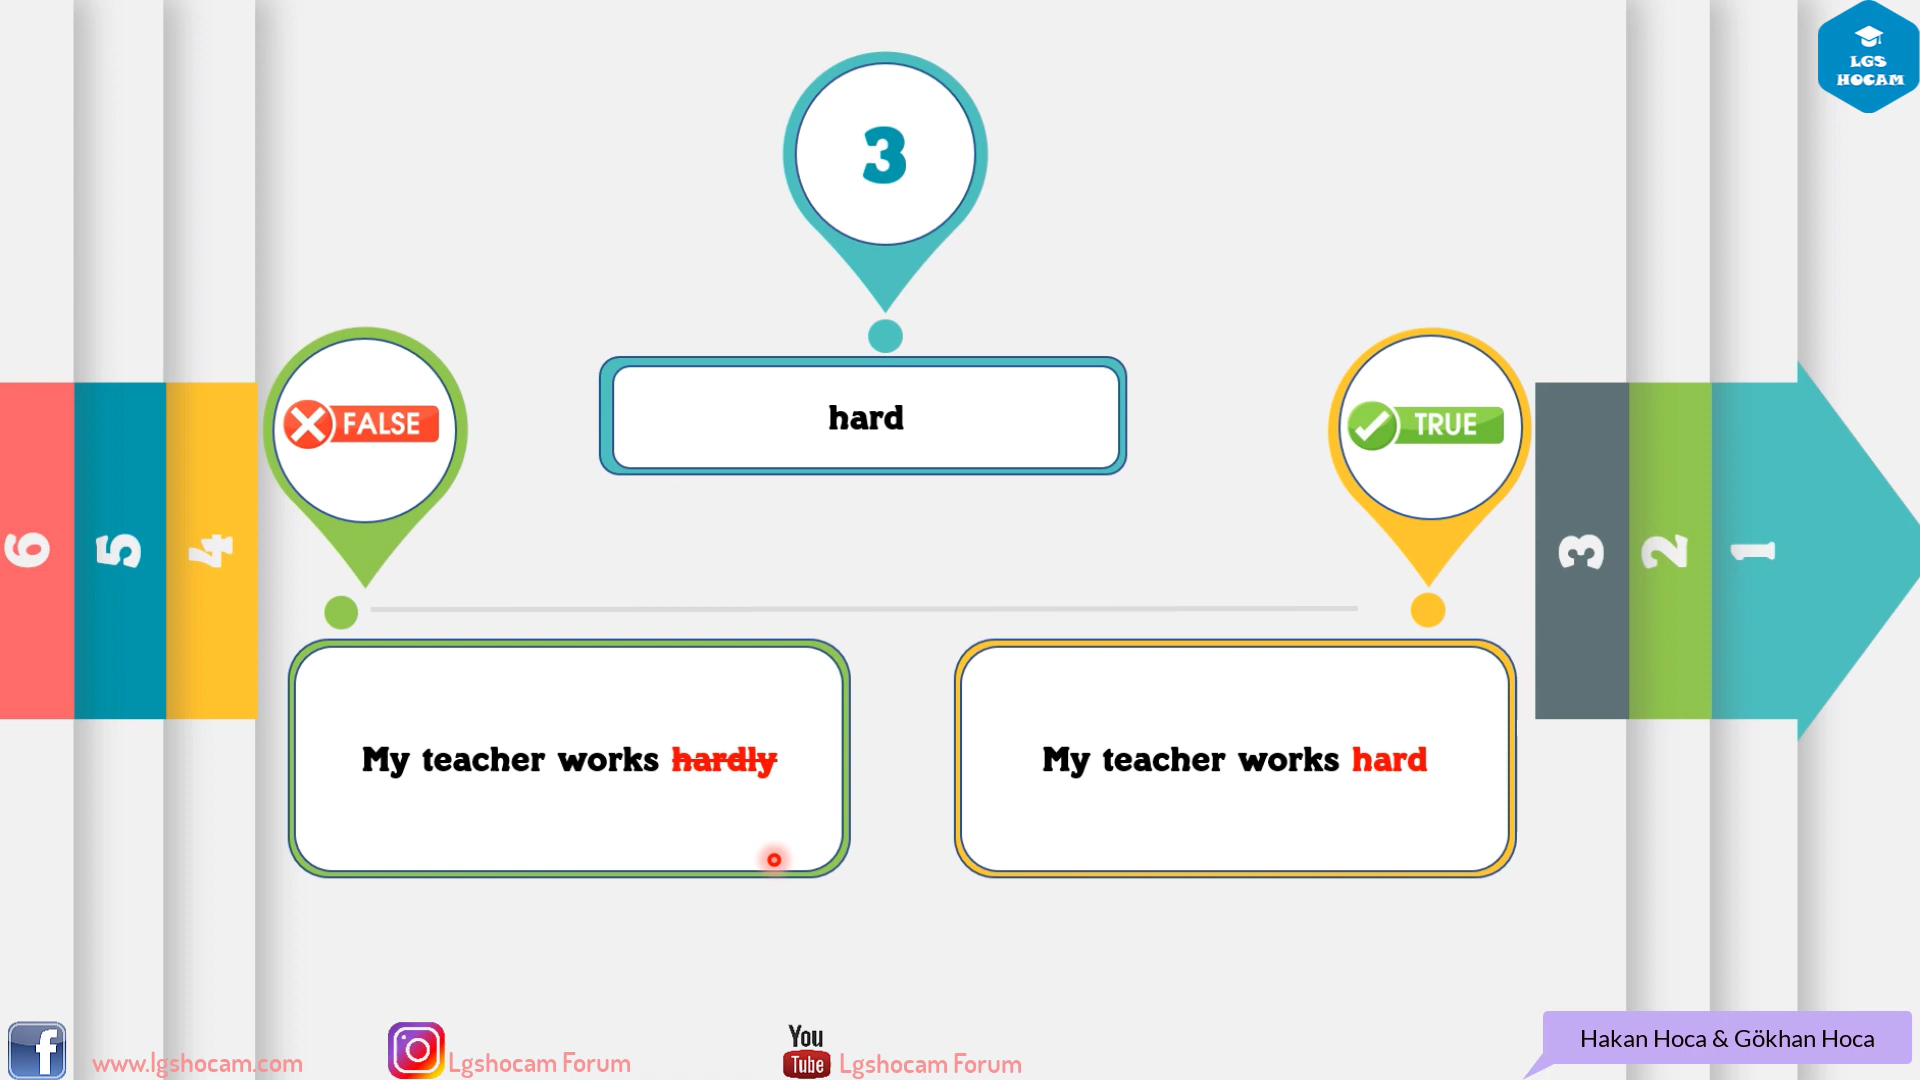 LGS
HOCAM
3
hard
FALSE
TRUE
6
5
4
3
2
1
My teacher works hardly
My teacher works hard
www.lgshocam.com
Lgshocam Forum
You
Tube
Lgshocam Forum
Hakan Hoca & Gökhan Hoca